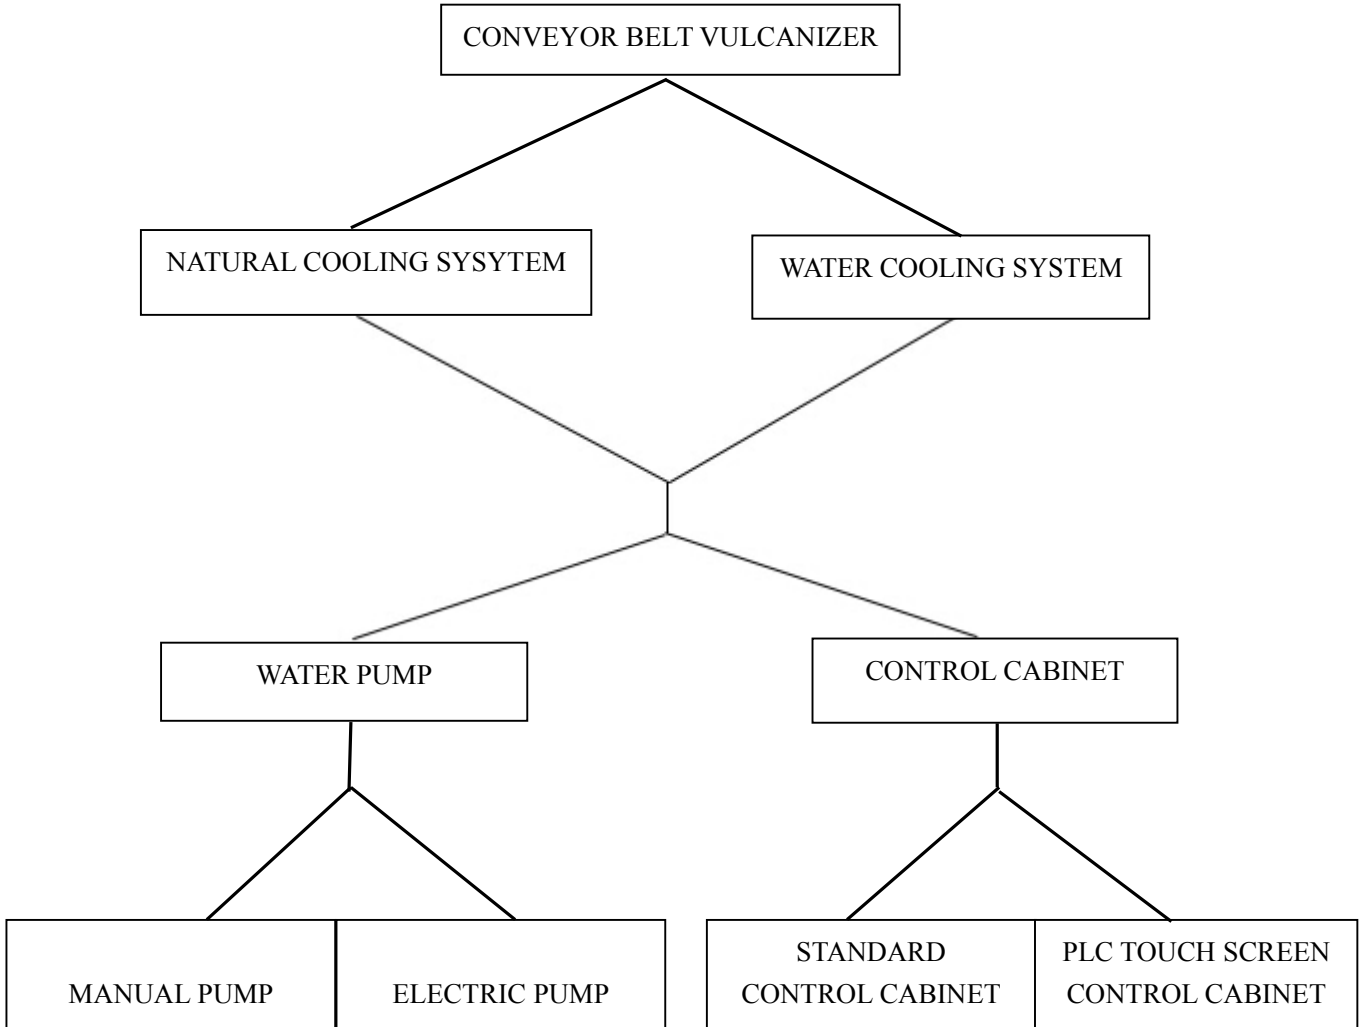 CONVEYOR BELT VULCANIZER
NATURAL COOLING SYSYTEM
WATER COOLING SYSTEM
WATER PUMP
CONTROL CABINET
MANUAL PUMP
ELECTRIC PUMP
STANDARD
CONTROL CABINET
PLC TOUCH SCREEN
CONTROL CABINET